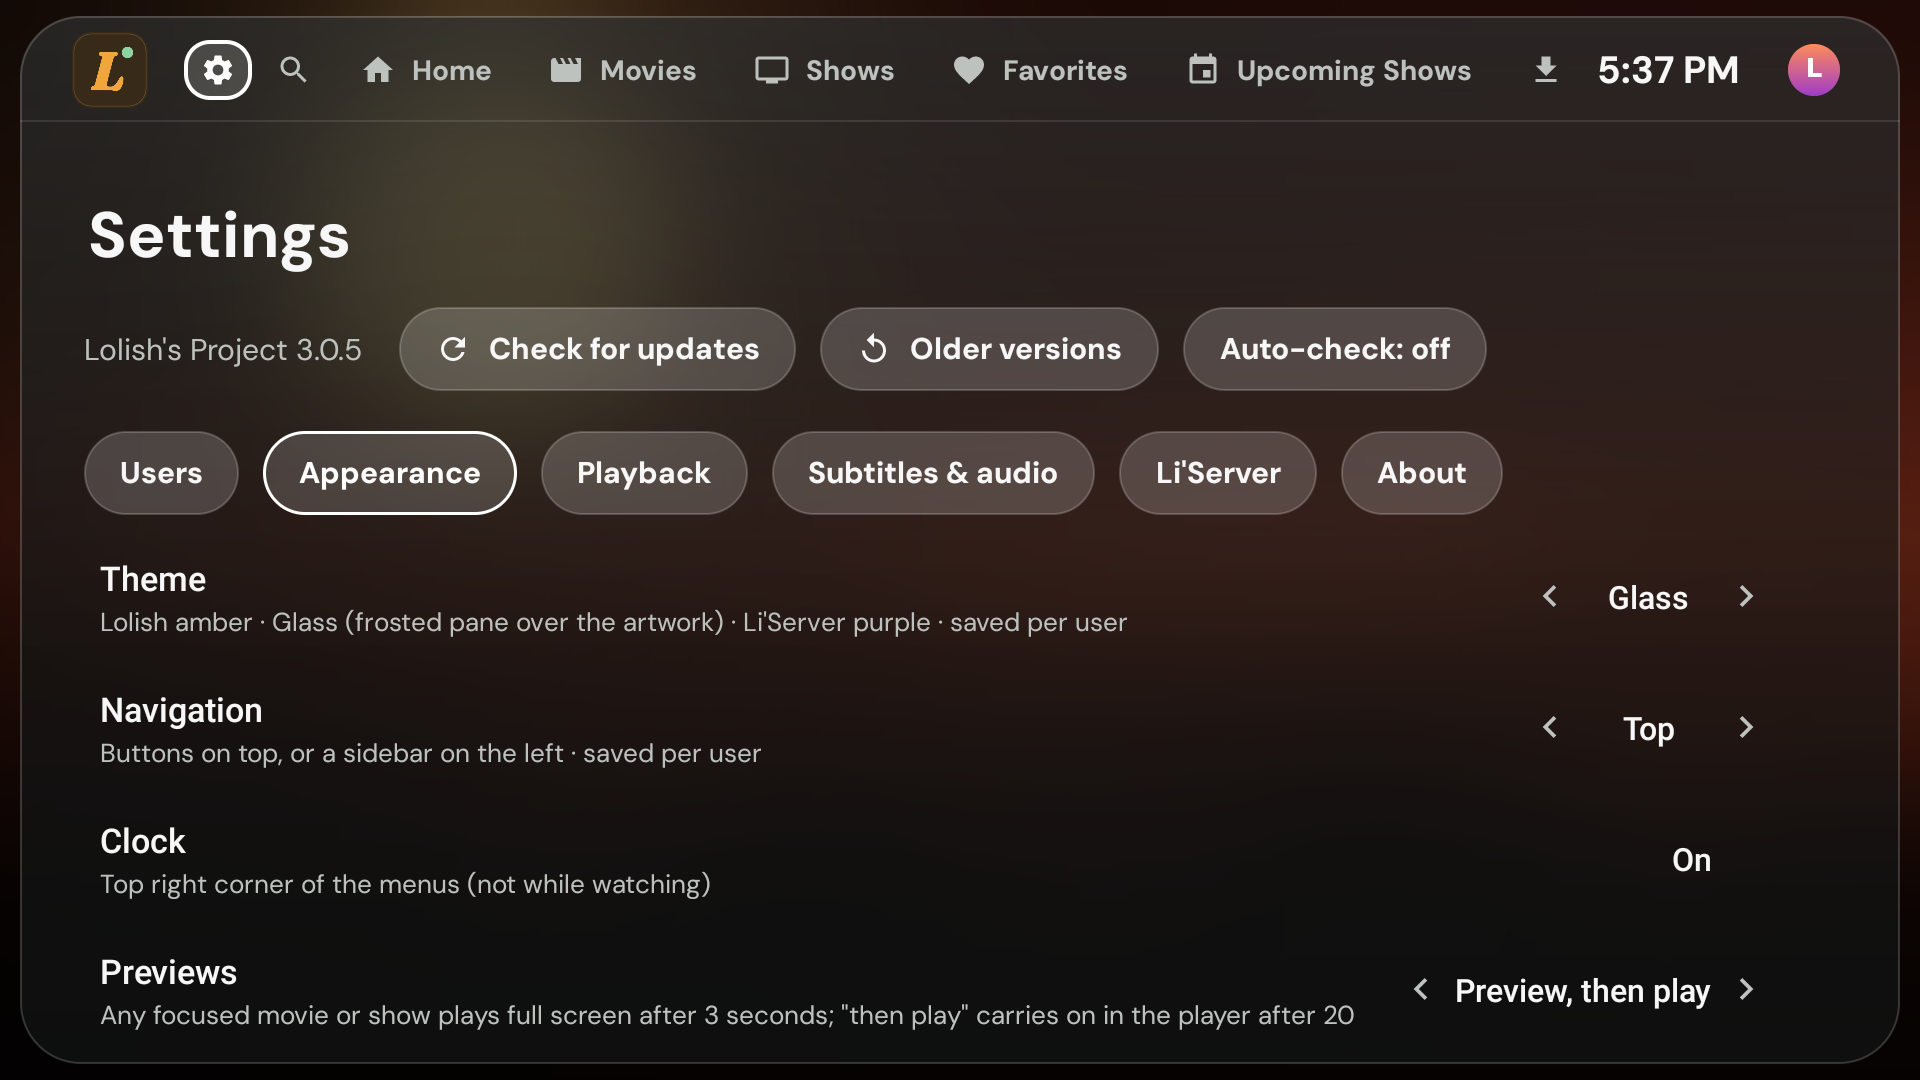 L
Home
Movies
Shows
Favorites
Upcoming Shows
5:37 PM
L
Settings
Lolish's Project 3.0.5
Check for updates
Older versions
Auto-check: off
Users
Appearance
Playback
Subtitles & audio
Li'Server
About
Theme
Lolish amber · Glass (frosted pane over the artwork) · Li'Server purple · saved per user
Glass
Navigation
Buttons on top, or a sidebar on the left · saved per user
Top
Clock
Top right corner of the menus (not while watching)
On
Previews
Any focused movie or show plays full screen after 3 seconds; "then play" carries on in the player after 20
Preview, then play